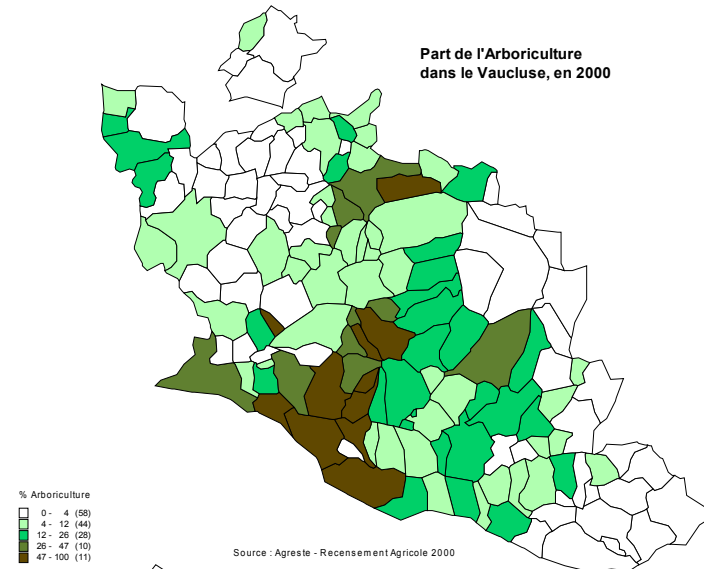 Part de l'Arboriculture
dans le Vaucluse, en 2000
% Arboriculture
0 - 4 (58)
4 - 12 (44)
12 - 26 (28)
26 - 47 (10)
47 - 100 (11)
Source : Agreste - Recensement Agricole 2000